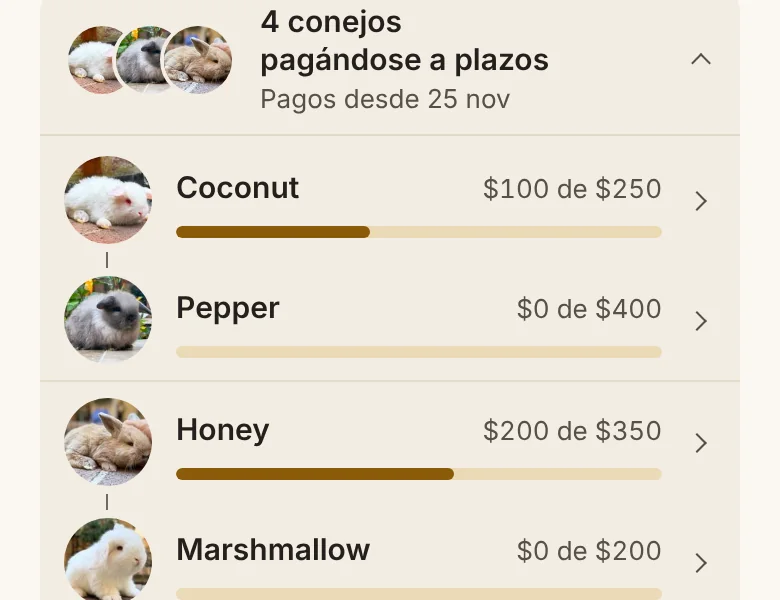 4 conejos
pagándose a plazos
Pagos desde 25 nov
Coconut $100 de $250
Pepper $0 de $400
Honey $200 de $350
Marshmallow $0 de $200